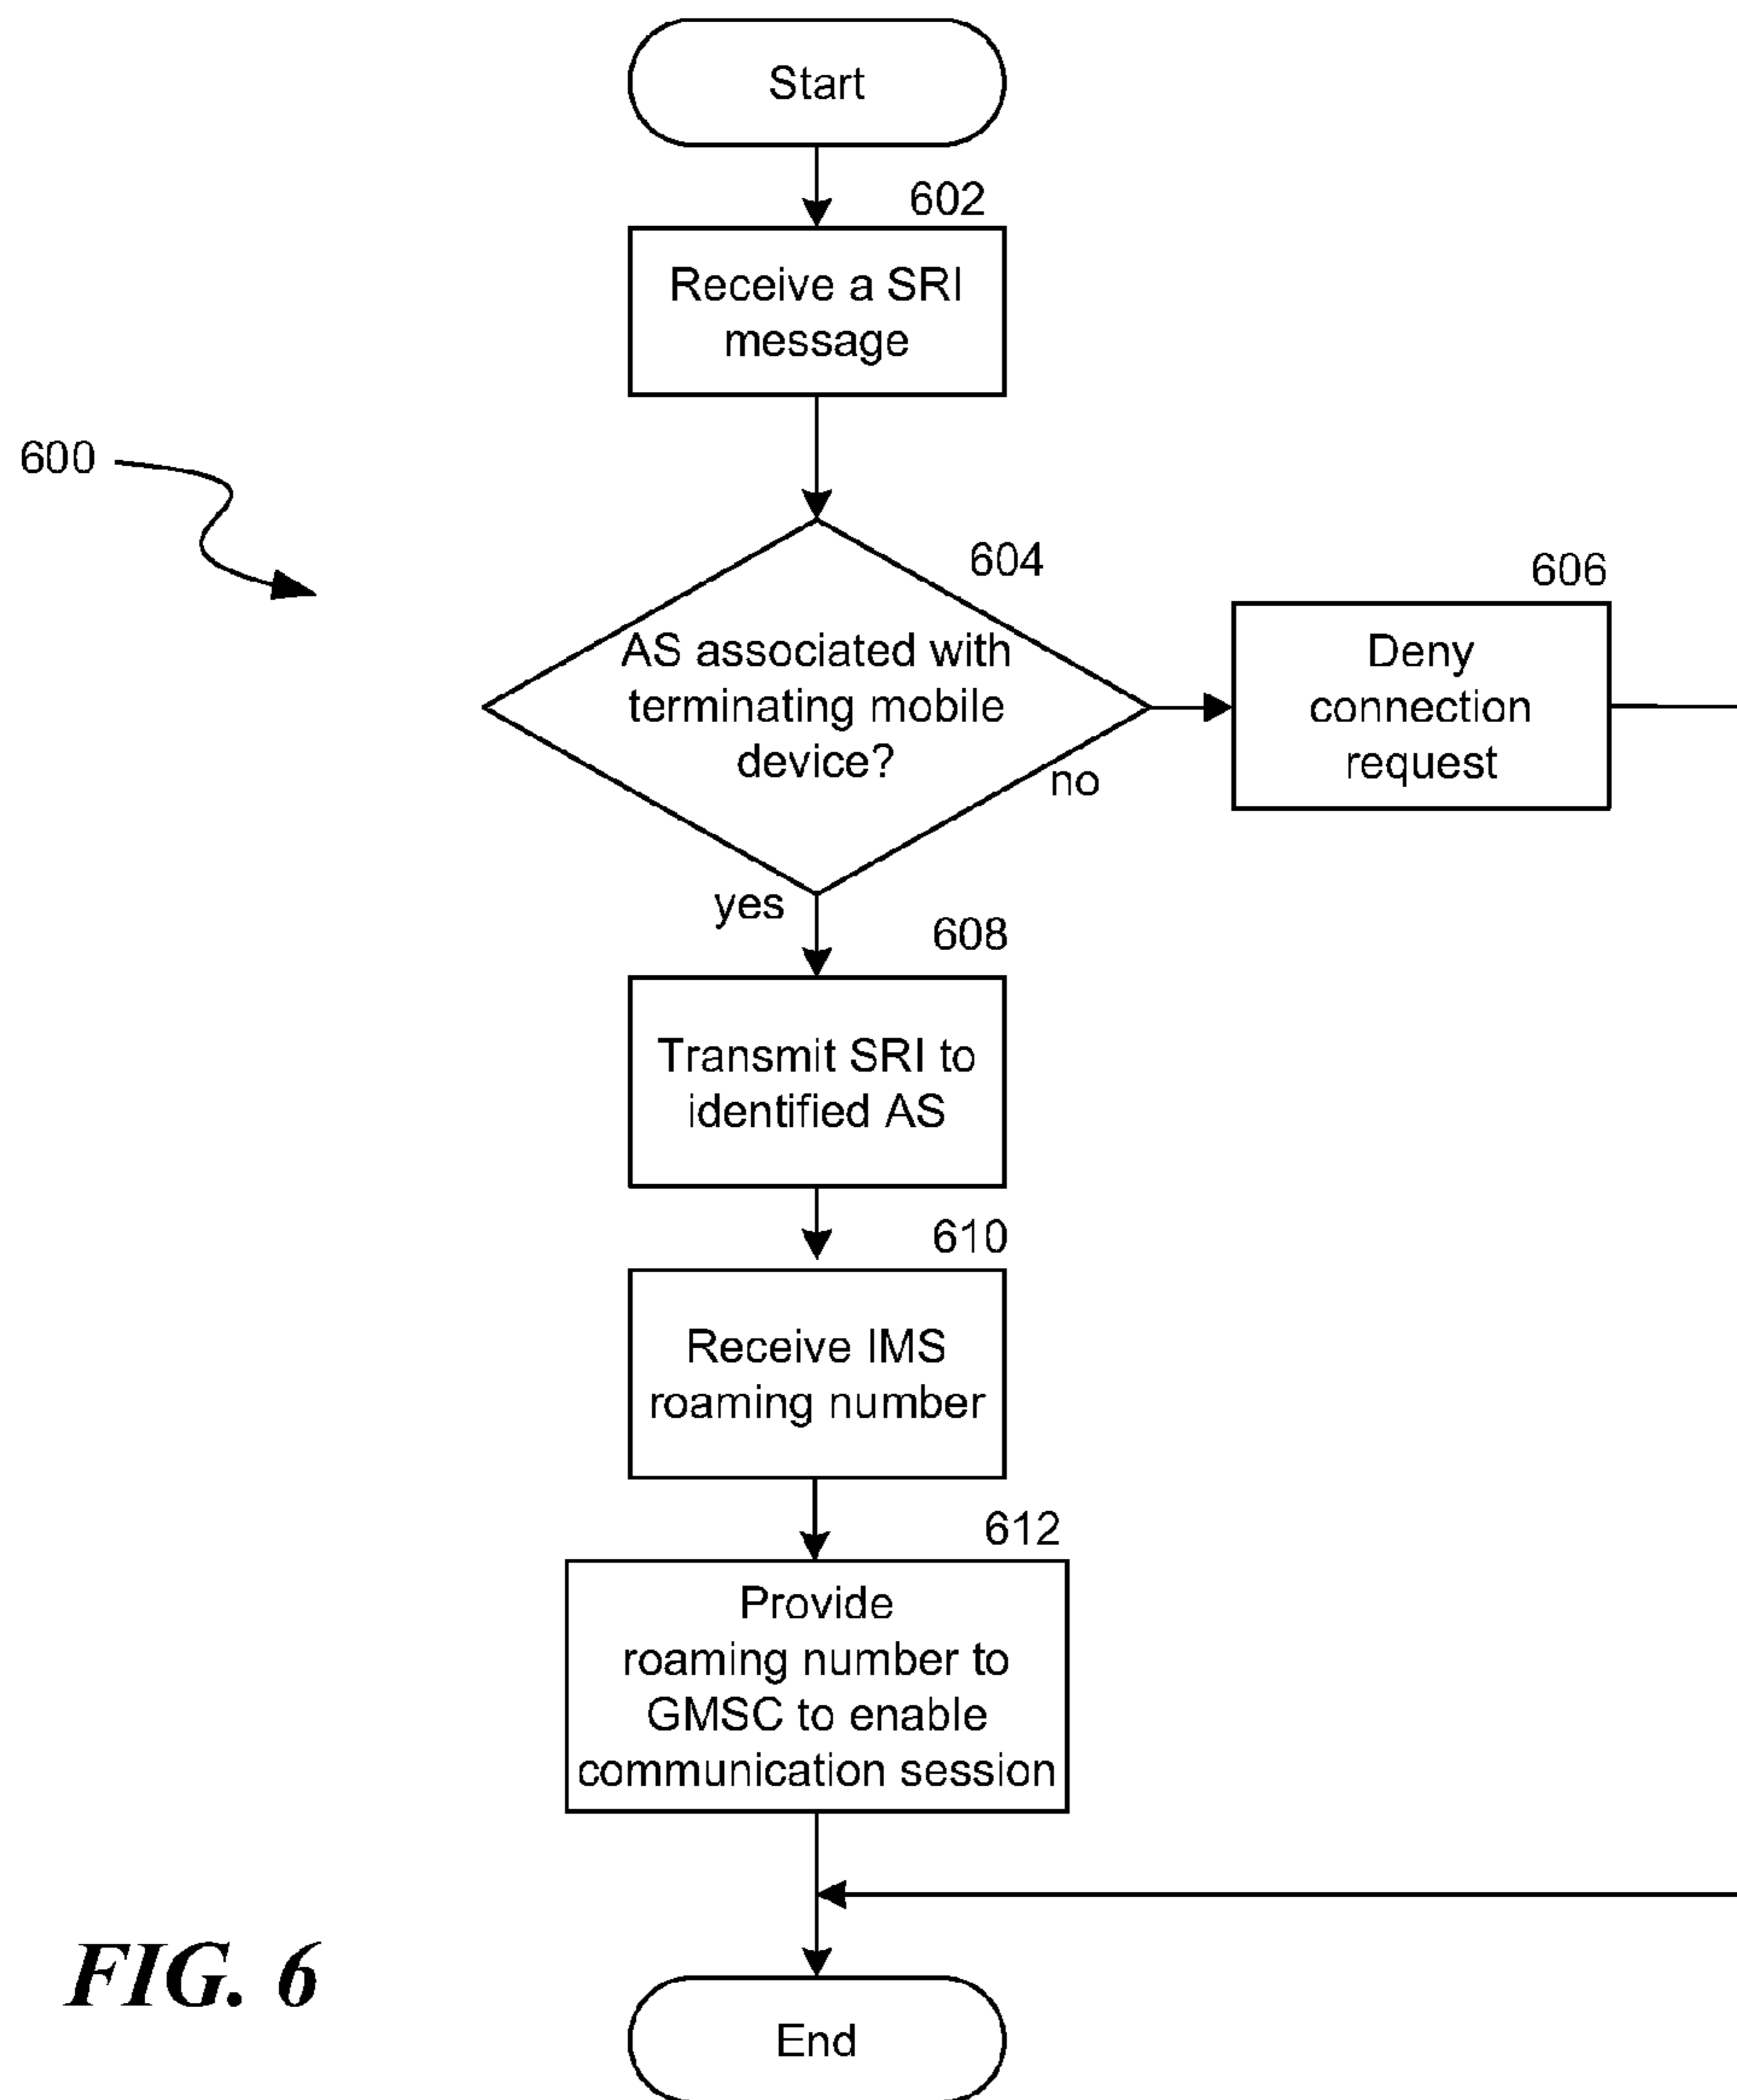 Start
602
Receive a SRI
message
600
604
606
AS associated with
terminating mobile
device?
Deny
connection
request
no
yes
608
Transmit SRI to
identified AS
610
Receive IMS
roaming number
612
Provide
roaming number to
GMSC to enable
communication session
FIG. 6
End